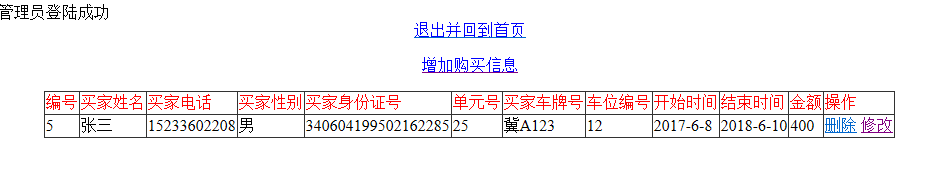 管理员登陆成功
退出并回到首页
增加购买信息
编号 买家姓名 买家电话 买家性别 买家身份证号 单元号 买家车牌号 车位编号 开始时间 结束时间 金额 操作
5 张三 15233602208 男 340604199502162285 25 冀A123 12 2017-6-8 2018-6-10 400 删除 修改